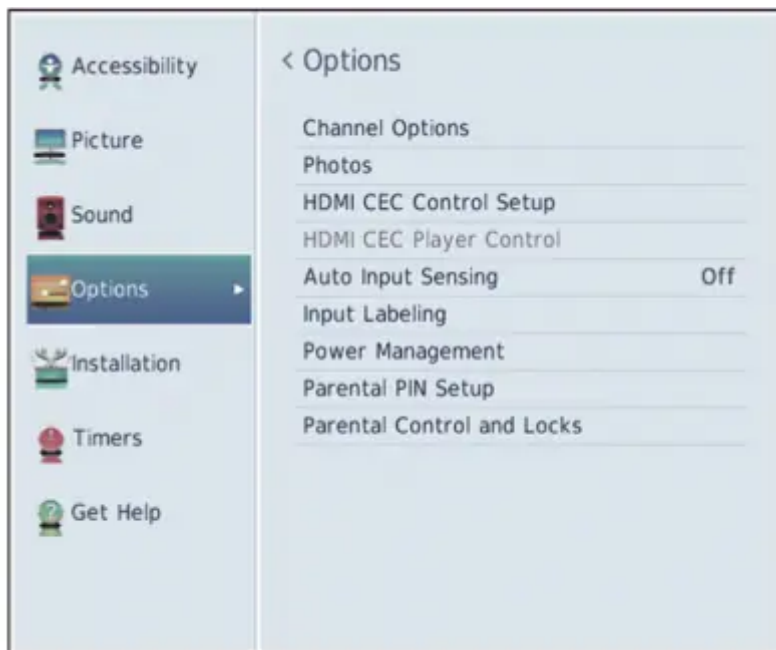 Accessibility
Picture
Sound
Options
Installation
Timers
Get Help
< Options
Channel Options
Photos
HDMI CEC Control Setup
HDMI CEC Player Control
Auto Input Sensing Off
Input Labeling
Power Management
Parental PIN Setup
Parental Control and Locks